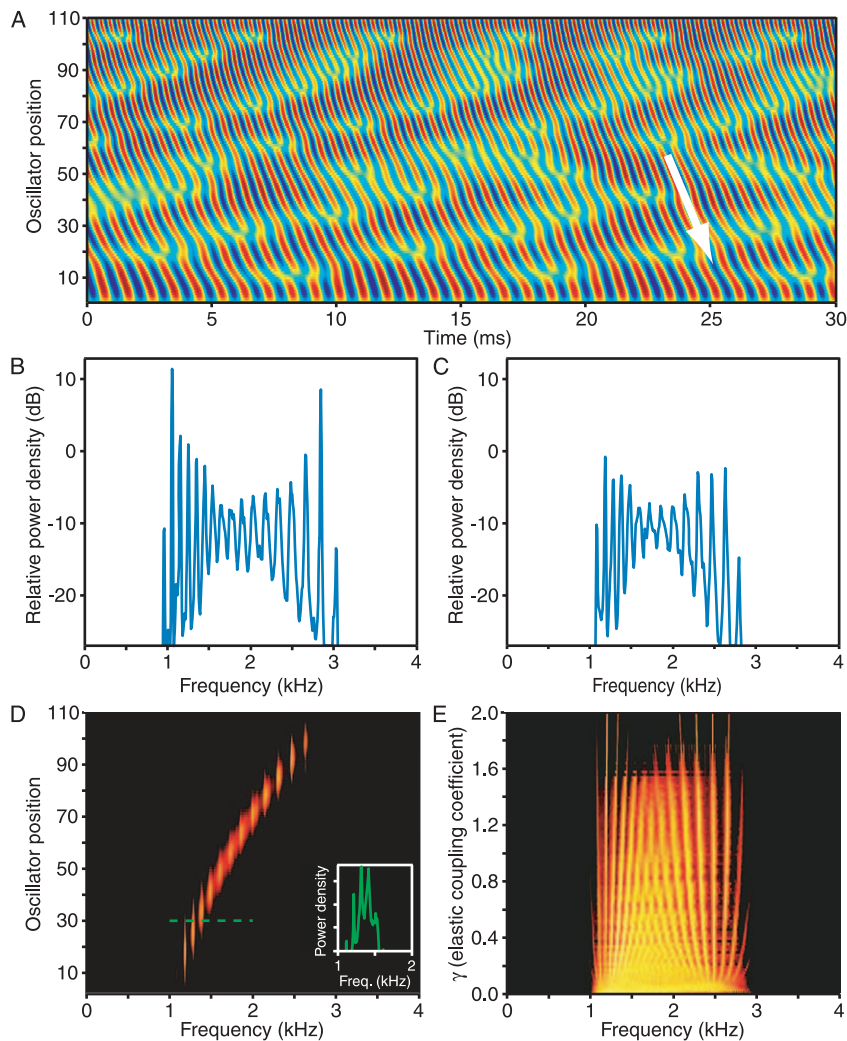 A
110
90
70
50
30
10
Oscillator position
0 5 10 15 20 25 30
Time (ms)
B
10
0
-10
-20
Relative power density (dB)
0 1 2 3 4
Frequency (kHz)
C
10
0
-10
-20
Relative power density (dB)
0 1 2 3 4
Frequency (kHz)
D
110
90
70
50
30
10
Oscillator position
0 1 2 3 4
Frequency (kHz)
Power density
1 2
Freq. (kHz)
E
2.0
1.6
1.2
0.8
0.4
0.0
γ (elastic coupling coefficient)
0 1 2 3 4
Frequency (kHz)